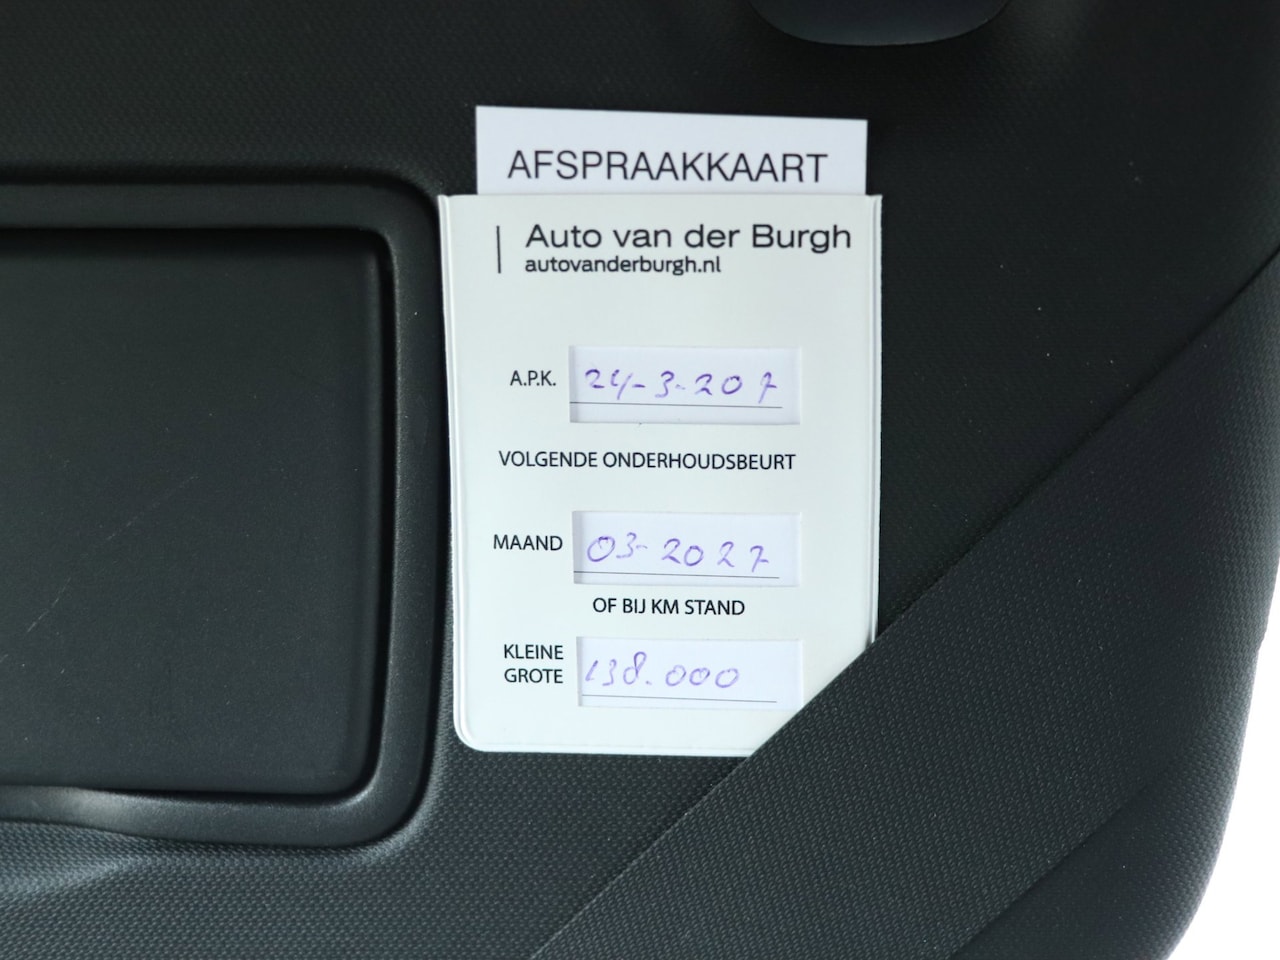 AFSPRAAKKAART
Auto van der Burgh
autovanderburgh.nl
A.P.K. 24-3-207
VOLGENDE ONDERHOUDSBEURT
MAAND 03-2027
OF BIJ KM STAND
KLEINE
GROTE 138.000